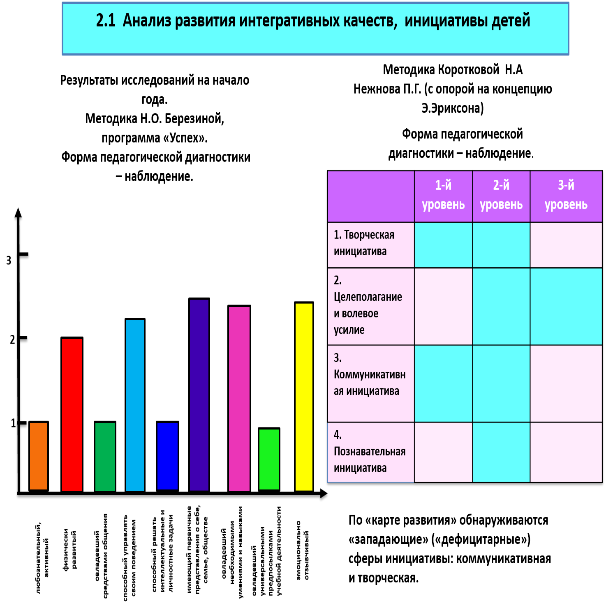 2.1 Анализ развития интегративных качеств, инициативы детей
Результаты исследований на начало
года.
Методика Н.О. Березиной,
программа «Успех».
Форма педагогической диагностики
– наблюдение.
3
2
1
любознательный,
активный
физически
развитый
овладевший
средствами общения
способный управлять
своим поведением
способный решать
интеллектуальные и
личностные задачи
имеющий первичные
представления о себе,
семье, обществе
овладевший
необходимыми
умениями и навыками
овладевший
универсальными
предпосылками
учебной деятельности
эмоционально
отзывчивый
Методика Коротковой Н.А
Нежнова П.Г. (с опорой на концепцию
Э.Эриксона)
Форма педагогической
диагностики – наблюдение.
1-й
уровень
2-й
уровень
3-й
уровень
1. Творческая
инициатива
2.
Целеполагание
и волевое
усилие
3.
Коммуникативн
ая инициатива
4.
Познавательная
инициатива
По «карте развития» обнаруживаются
«западающие» («дефицитарные»)
сферы инициативы: коммуникативная
и творческая.